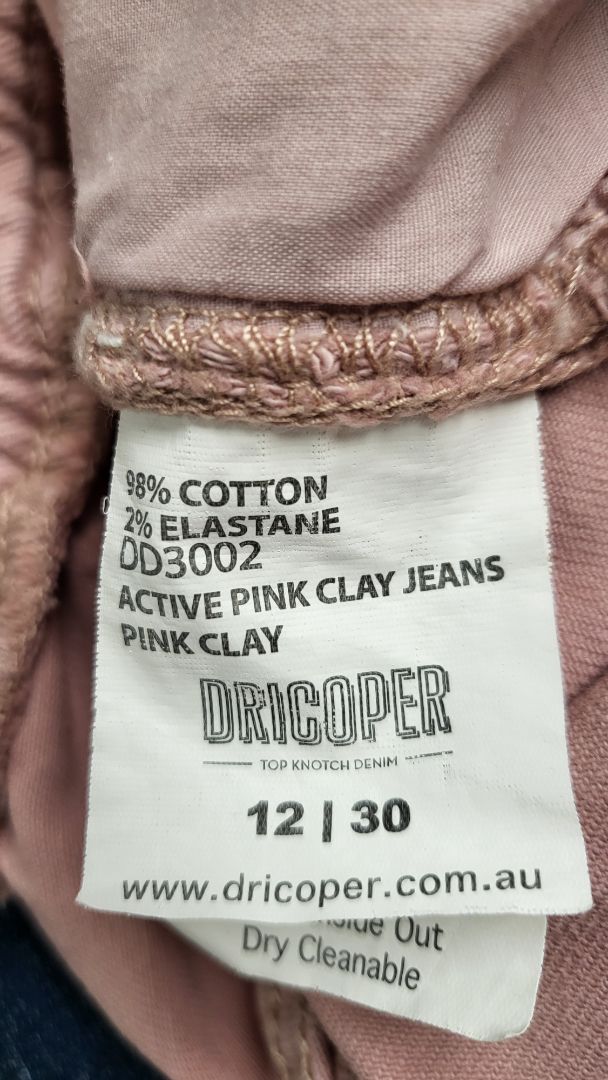 98% COTTON
2% ELASTANE
DD3002
ACTIVE PINK CLAY JEANS
PINK CLAY
DRICOPER
TOP KNOTCH DENIM
12 | 30
www.dricoper.com.au
Out
Dry Cleanable